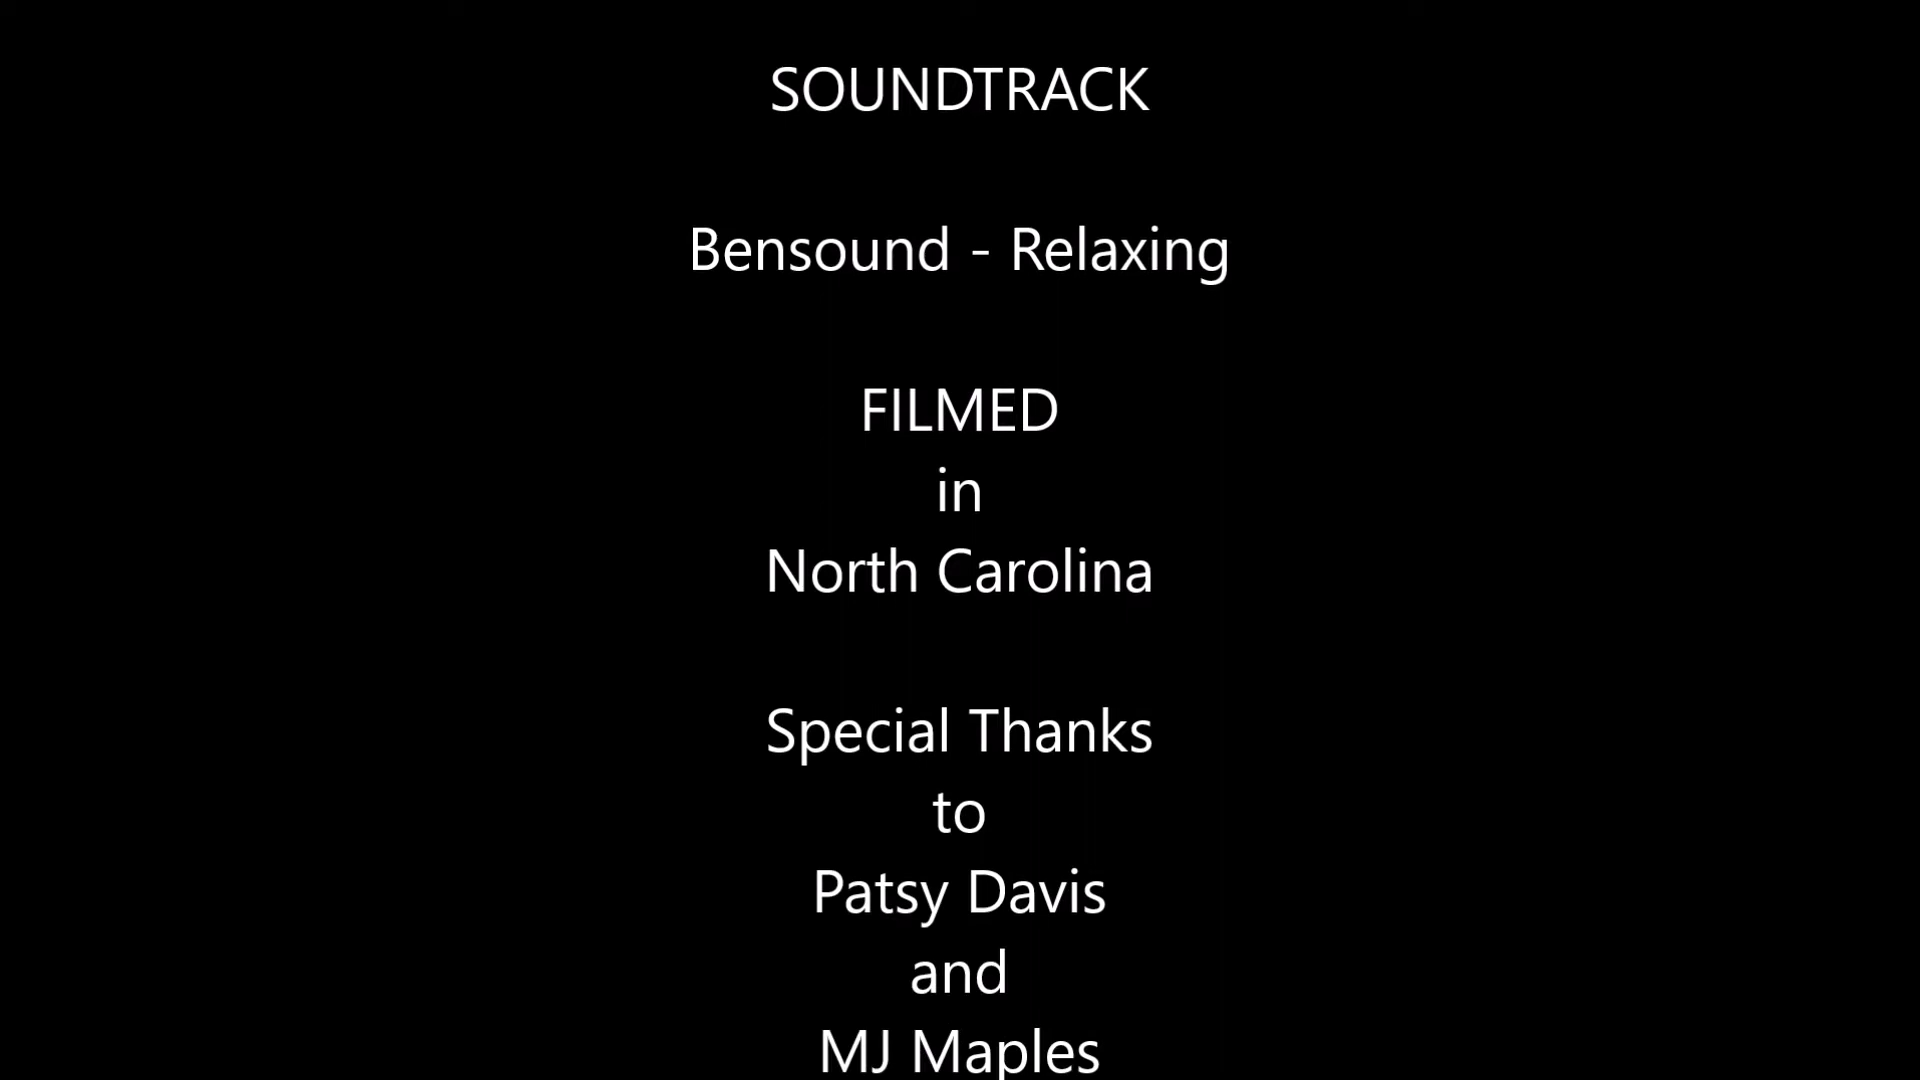 SOUNDTRACK
Bensound - Relaxing
FILMED
in
North Carolina
Special Thanks
to
Patsy Davis
and
MJ Maples